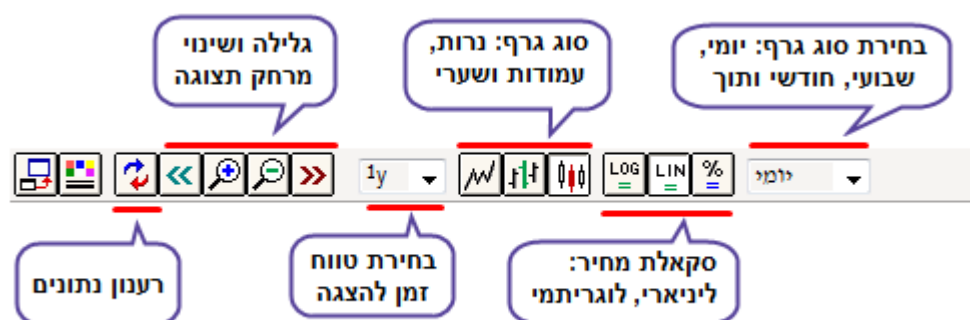 בחירת סוג גרף: יומי,
שבועי, חודשי ותוך
סוג גרף: נרות,
עמודות ושערי
גלילה ושינוי
מרחק תצוגה
1y
LOG
LIN
%
יומי
רענון נתונים
בחירת טווח
זמן להצגה
סקאלת מחיר:
ליניארי, לוגריתמי